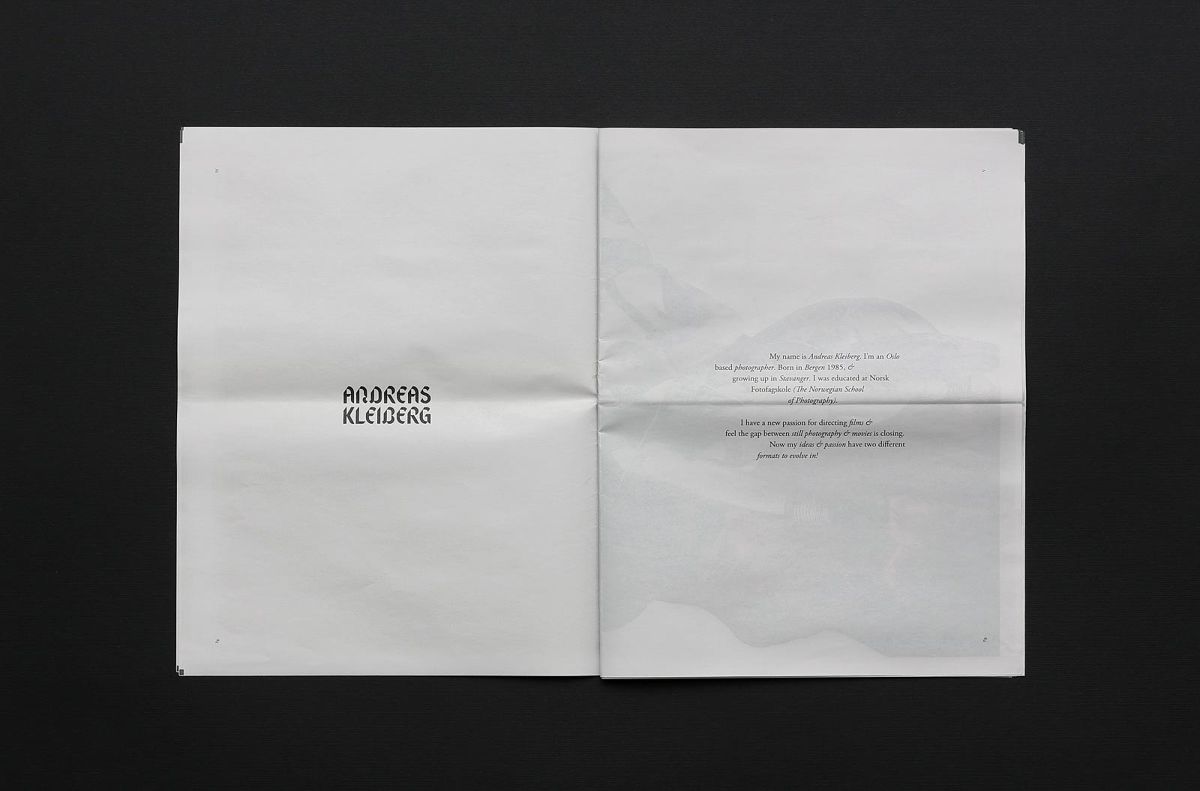 ANDREAS
KLEIBERG
My name is Andreas Kleiberg. I'm an Oslo
based photographer. Born in Bergen 1985, &
growing up in Stavanger. I was educated at Norsk
Fotofagskole (The Norwegian School
of Photography).
I have a new passion for directing films &
feel the gap between still photography & movies is closing.
Now my ideas & passion have two different
formats to evolve in!